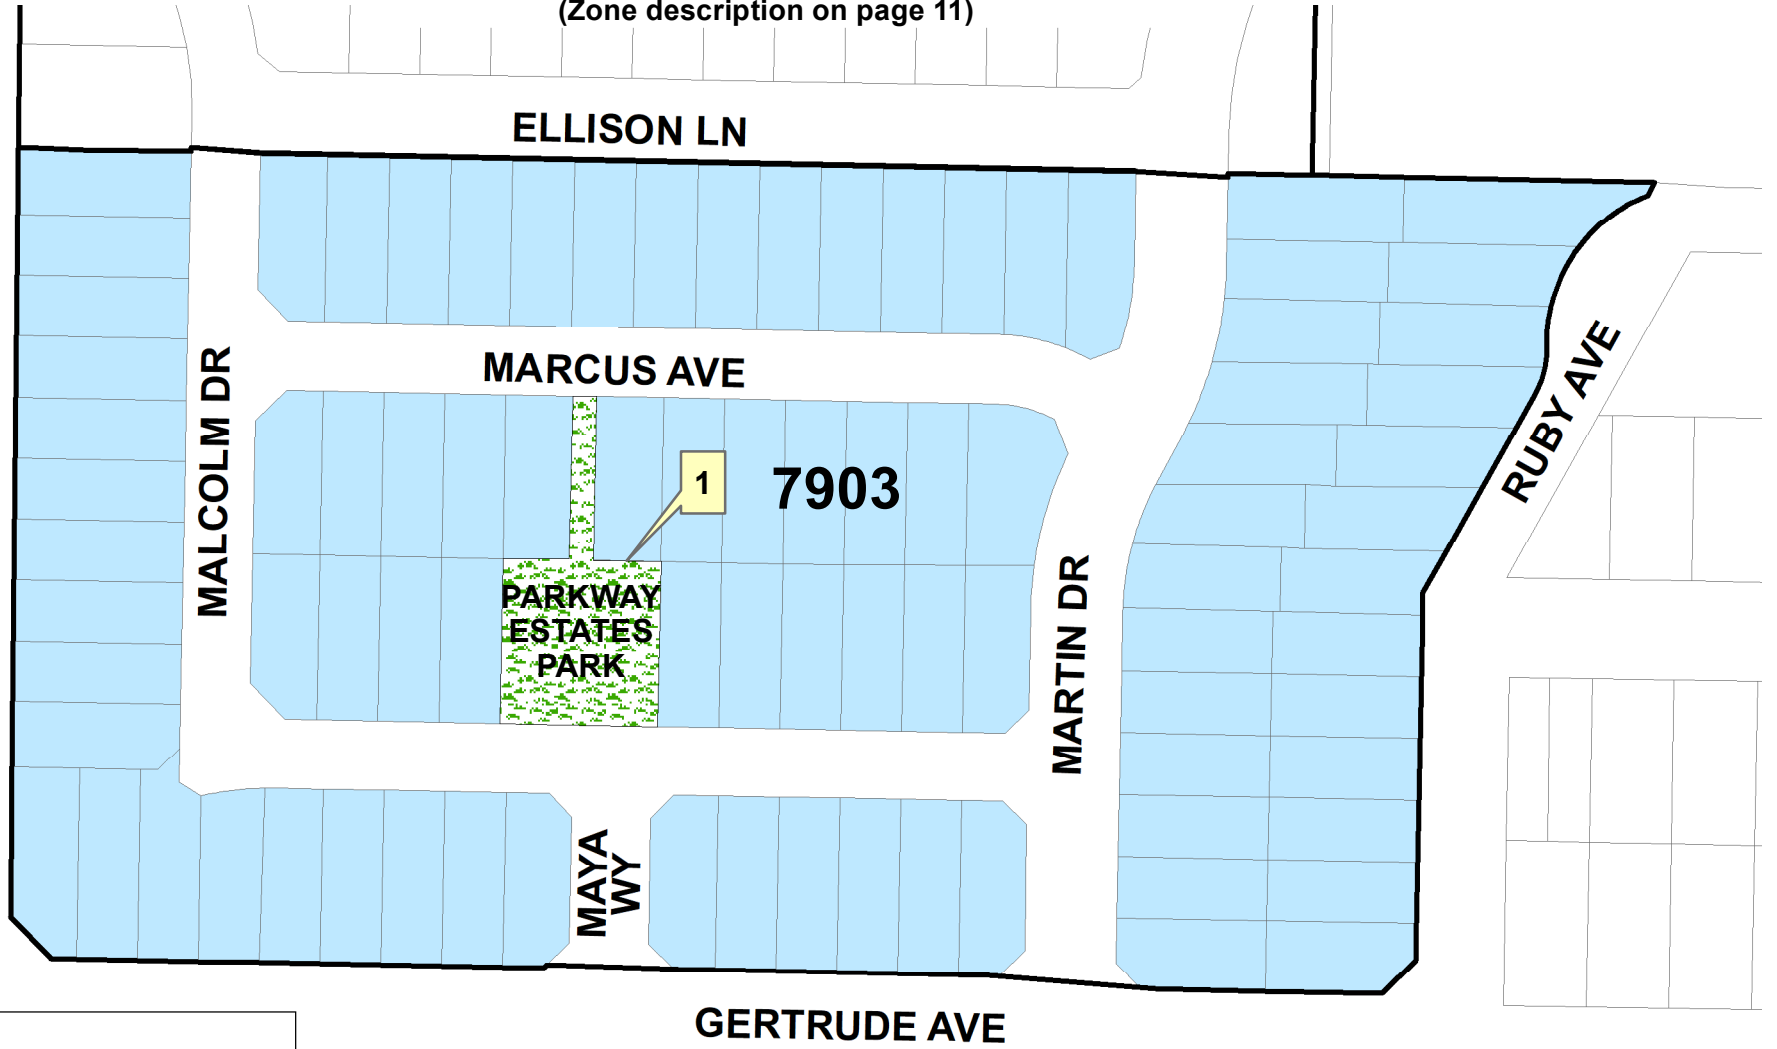 (Zone description on page 11)
ELLISON LN
MARCUS AVE
MALCOLM DR
1
7903
RUBY AVE
PARKWAY
ESTATES
PARK
MARTIN DR
MAYA
WY
GERTRUDE AVE